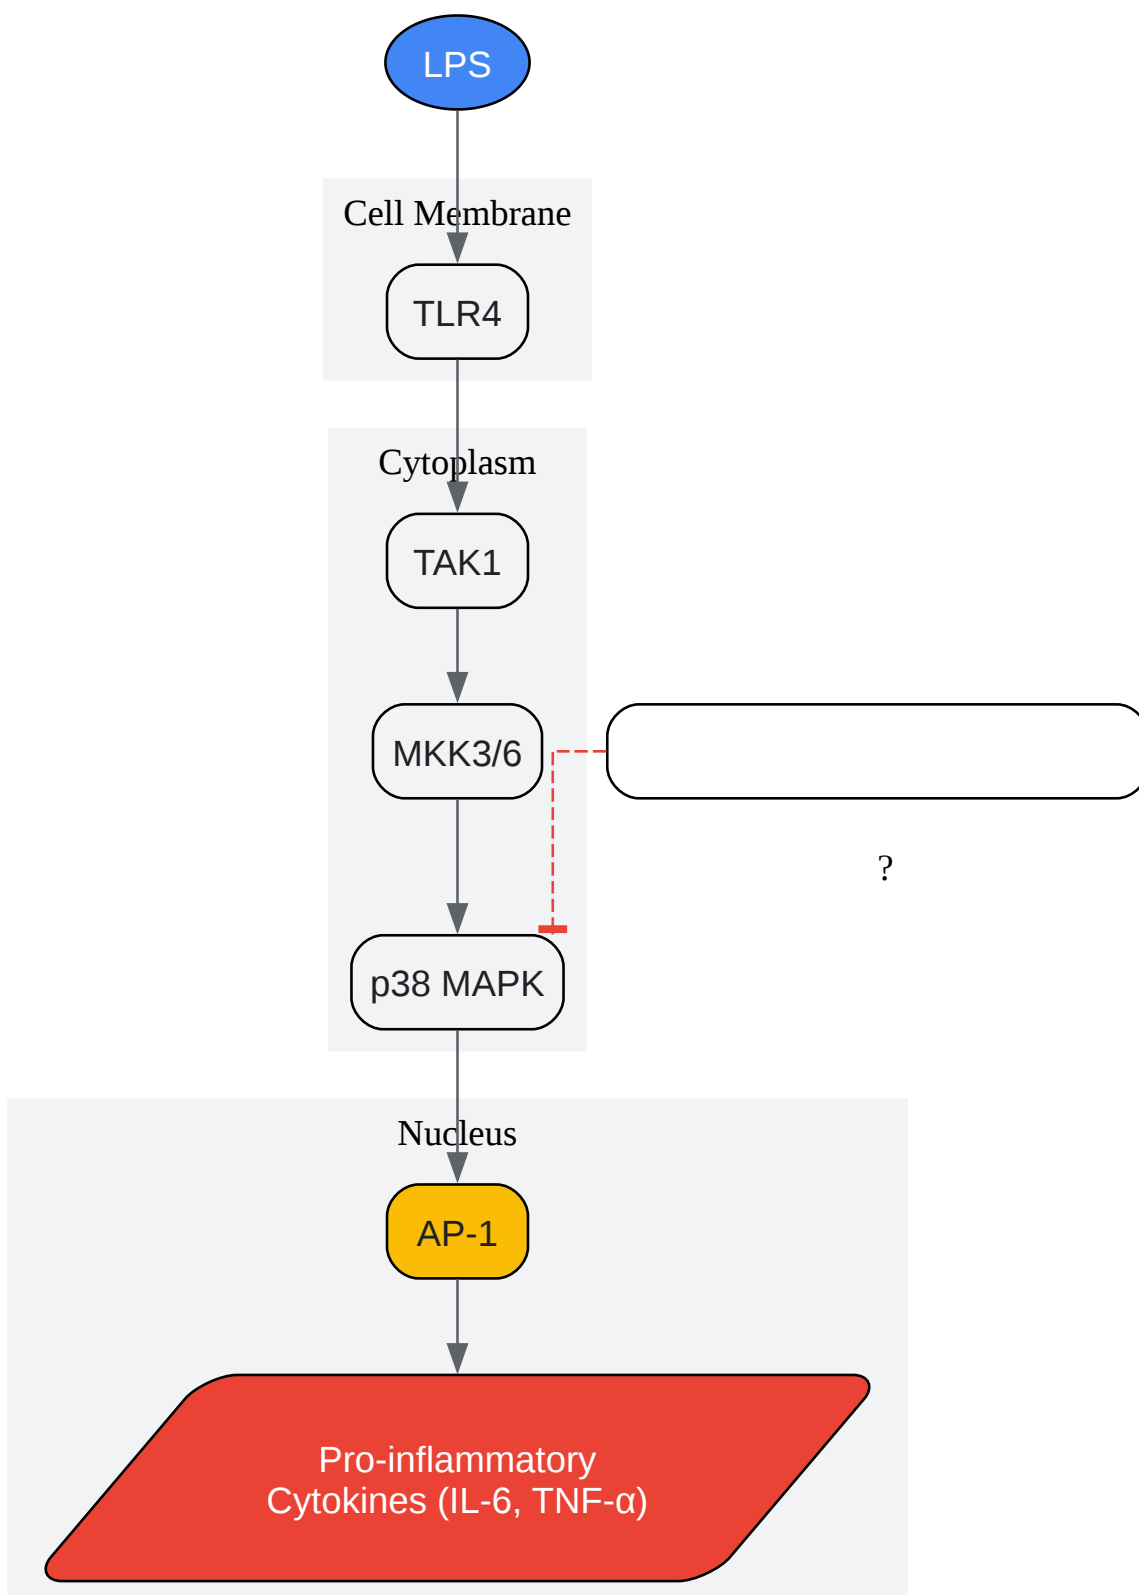 LPS
Cell Membrane
TLR4
Cytoplasm
TAK1
MKK3/6
?
p38 MAPK
Nucleus
AP-1
Pro-inflammatory
Cytokines (IL-6, TNF-α)